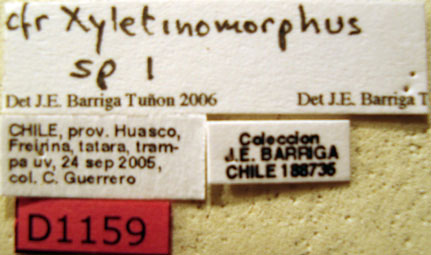 cfr Xyletinomorphus
sp 1
Det J.E. Barriga Tuñon 2006
Det J.E. Barriga T
CHILE, prov. Huasco,
Freirina, tatara, tram-
pa uv, 24 sep 2005,
col. C. Guerrero
Coleccion
J.E. BARRIGA
CHILE 188736
D1159